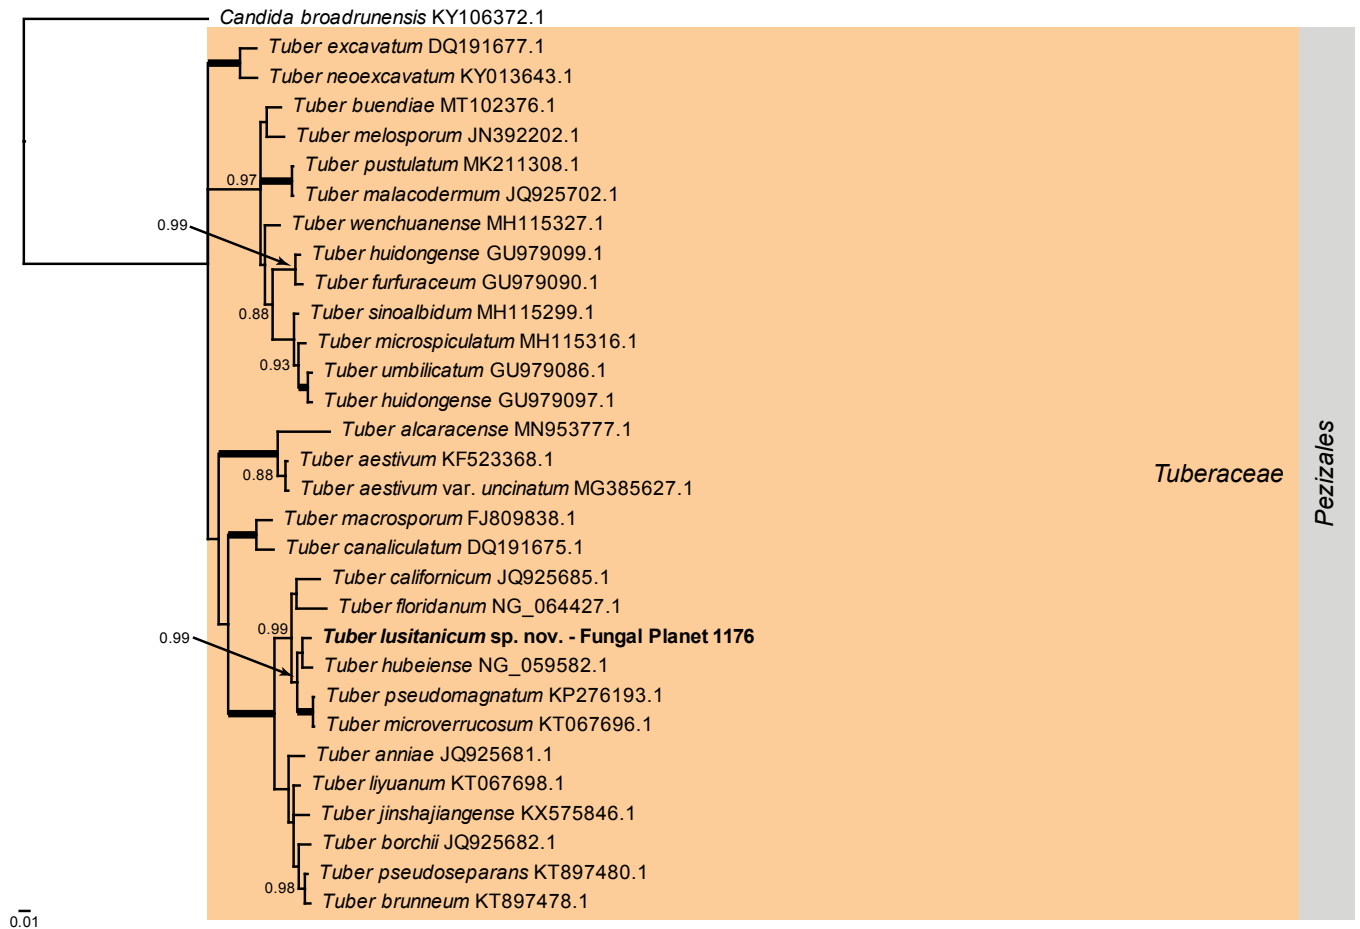 Candida broadrunensis KY106372.1
Tuber excavatum DQ191677.1
Tuber neoexcavatum KY013643.1
Tuber buendiae MT102376.1
Tuber melosporum JN392202.1
Tuber pustulatum MK211308.1
0.97
Tuber malacodermum JQ925702.1
0.99
Tuber wenchuanense MH115327.1
Tuber huidongense GU979099.1
Tuber furfuraceum GU979090.1
0.88
Tuber sinoalbidum MH115299.1
Tuber microspiculatum MH115316.1
0.93
Tuber umbilicatum GU979086.1
Tuber huidongense GU979097.1
Tuber alcaracense MN953777.1
Tuber aestivum KF523368.1
0.88
Tuber aestivum var. uncinatum MG385627.1
Tuberaceae
Pezizales
Tuber macrosporum FJ809838.1
Tuber canaliculatum DQ191675.1
Tuber californicum JQ925685.1
Tuber floridanum NG_064427.1
0.99
0.99
Tuber lusitanicum sp. nov. - Fungal Planet 1176
Tuber hubeiense NG_059582.1
Tuber pseudomagnatum KP276193.1
Tuber microverrucosum KT067696.1
Tuber anniae JQ925681.1
Tuber liyuanum KT067698.1
Tuber jinshajiangense KX575846.1
Tuber borchii JQ925682.1
Tuber pseudoseparans KT897480.1
0.98
Tuber brunneum KT897478.1
0.01